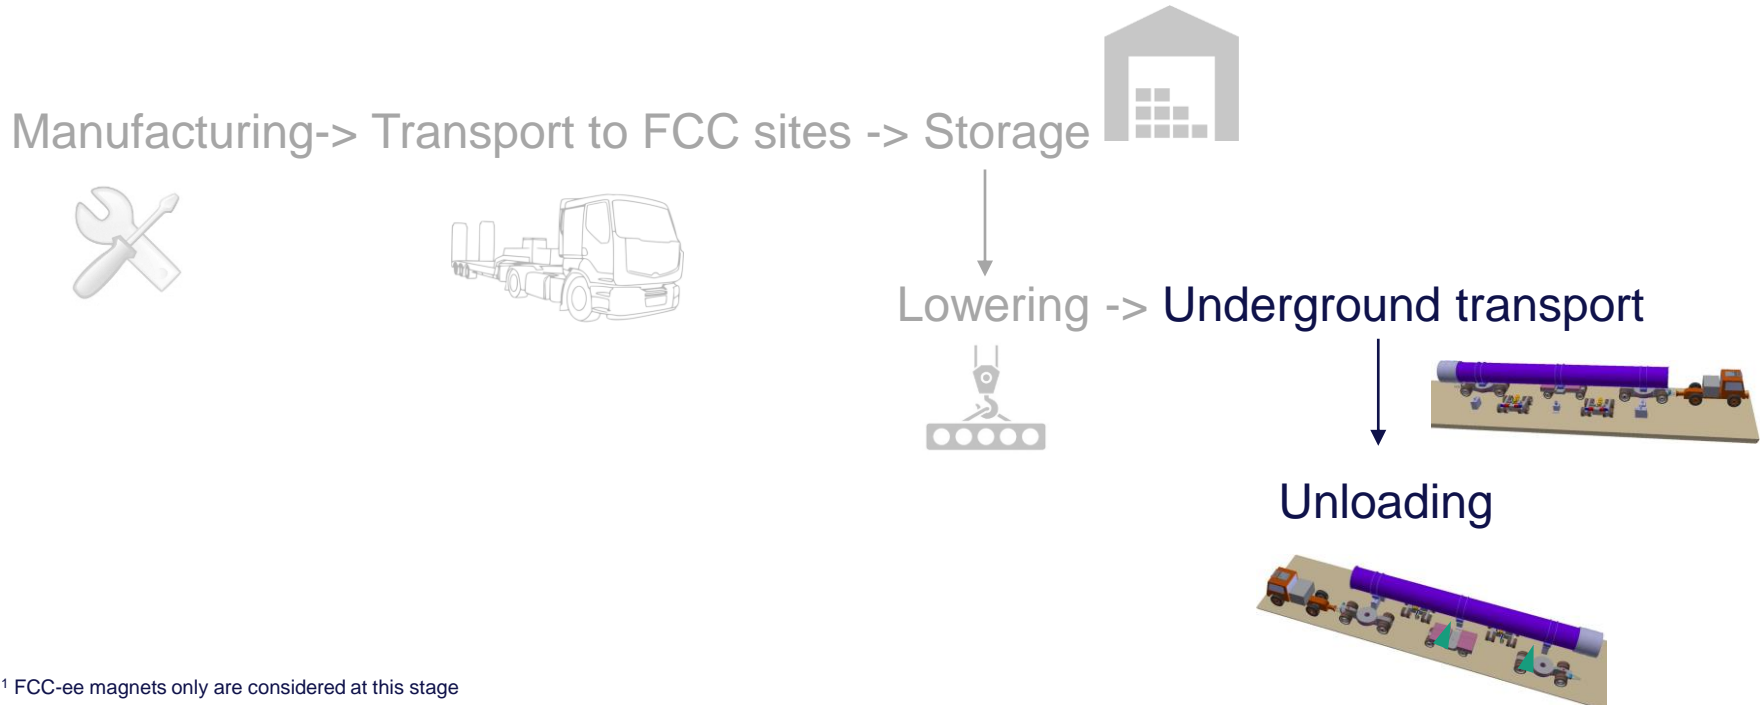 Manufacturing-> Transport to FCC sites -> Storage
Lowering -> Underground transport
Unloading
¹ FCC-ee magnets only are considered at this stage